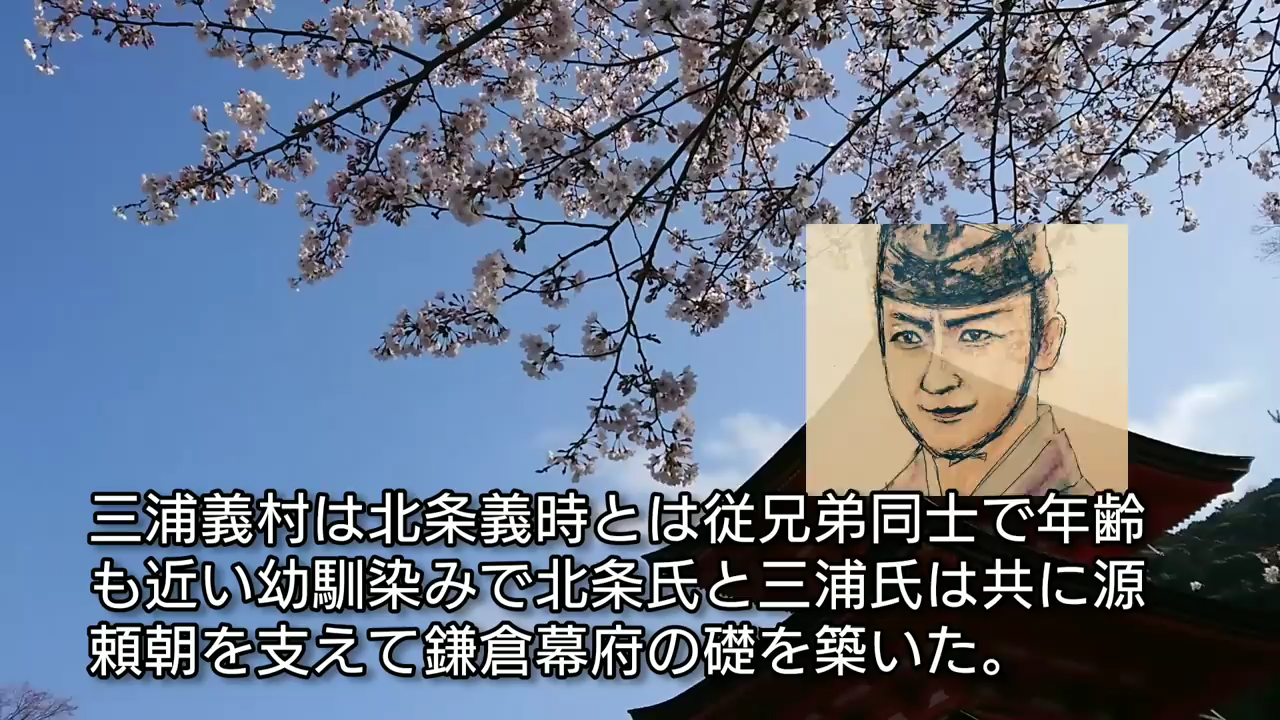 三浦義村は北条義時とは従兄弟同士で年齢
も近い幼馴染みで北条氏と三浦氏は共に源
頼朝を支えて鎌倉幕府の礎を築いた。